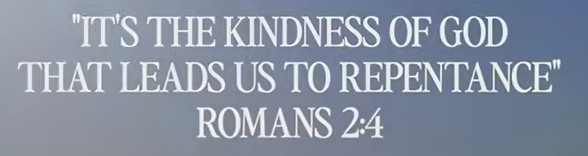 "IT'S THE KINDNESS OF GOD
THAT LEADS US TO REPENTANCE"
ROMANS 2:4